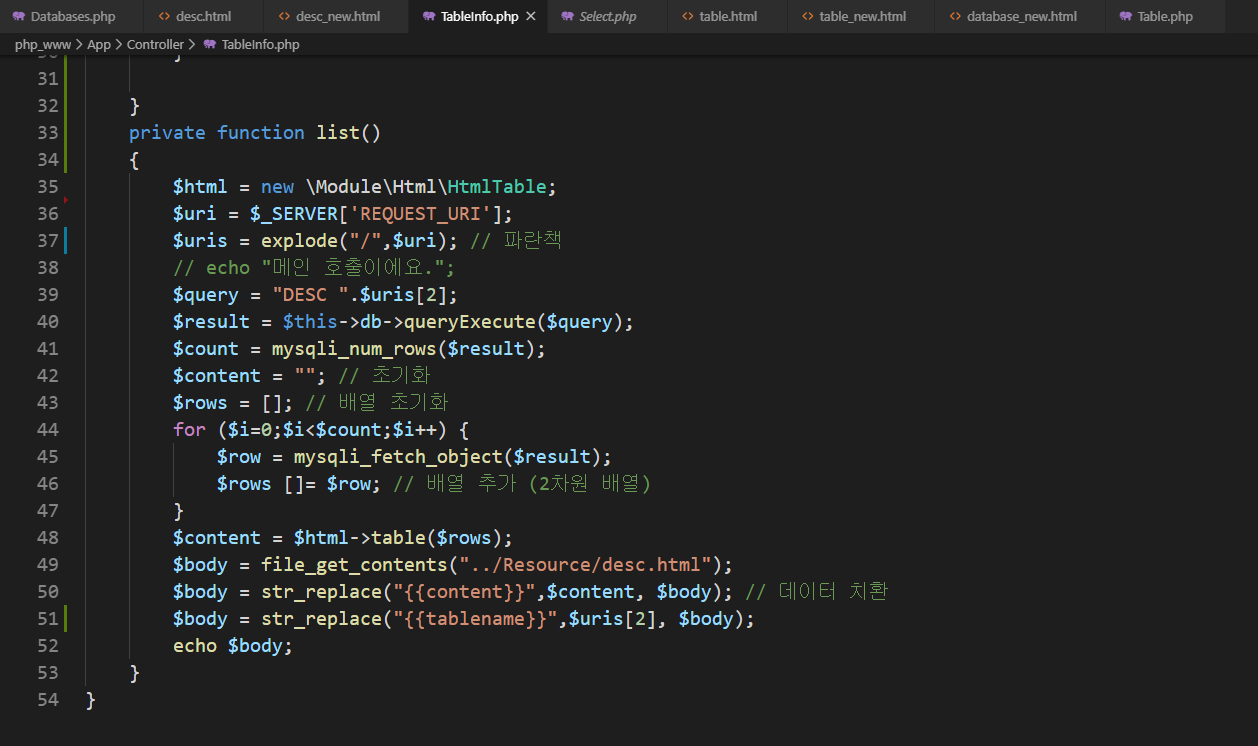 Databases.php desc.html desc_new.html TableInfo.php Select.php table.html table_new.html database_new.html Table.php
php_www > App > Controller > TableInfo.php
31
32 }
33 private function list()
34 {
35 $html = new \Module\Html\HtmlTable;
36 $uri = $_SERVER['REQUEST_URI'];
37 $uris = explode("/",$uri); // 파란책
38 // echo "메인 호출이에요.";
39 $query = "DESC ".$uris[2];
40 $result = $this->db->queryExecute($query);
41 $count = mysqli_num_rows($result);
42 $content = ""; // 초기화
43 $rows = []; // 배열 초기화
44 for ($i=0;$i<$count;$i++) {
45 $row = mysqli_fetch_object($result);
46 $rows []= $row; // 배열 추가 (2차원 배열)
47 }
48 $content = $html->table($rows);
49 $body = file_get_contents("../Resource/desc.html");
50 $body = str_replace("{{content}}",$content, $body); // 데이터 치환
51 $body = str_replace("{{tablename}}",$uris[2], $body);
52 echo $body;
53 }
54 }